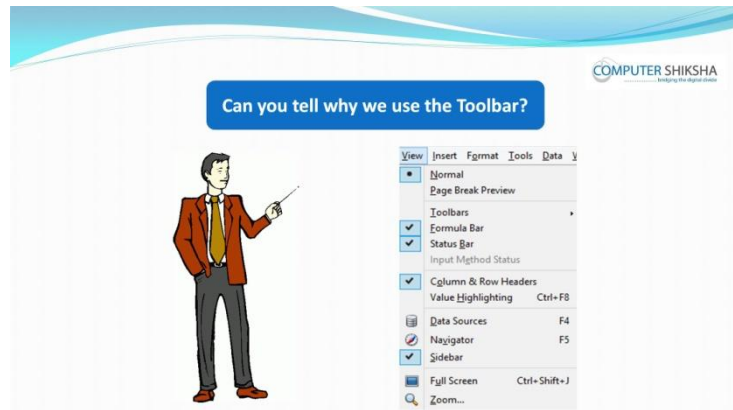 COMPUTER SHIKSHA
bridging the digital divide
Can you tell why we use the Toolbar?
View Insert Format Tools Data
Normal
Page Break Preview
Toolbars
Formula Bar
Status Bar
Input Method Status
Column & Row Headers
Value Highlighting Ctrl+F8
Data Sources F4
Navigator F5
Sidebar
Full Screen Ctrl+Shift+J
Zoom...